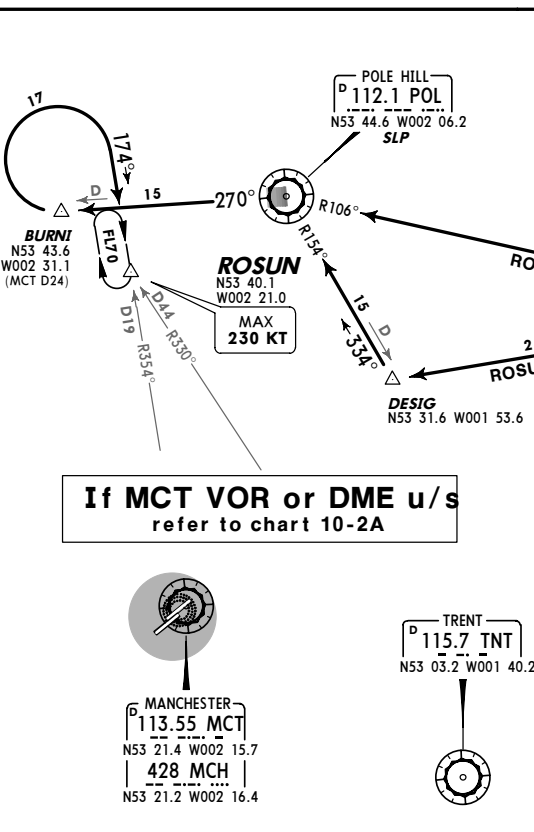 POLE HILL
D 112.1 POL
N53 44.6 W002 06.2
SLP
17
174°
D
15
270°
R106°
R154°
BURNI
N53 43.6
W002 31.1
(MCT D24)
FL70
ROSUN
N53 40.1
W002 21.0
MAX
230 KT
D19 R354°
D44 R330°
15
D
334°
RO
2
ROSU
DESIG
N53 31.6 W001 53.6
If MCT VOR or DME u/s
refer to chart 10-2A
TRENT
D 115.7 TNT
N53 03.2 W001 40.2
MANCHESTER
D 113.55 MCT
N53 21.4 W002 15.7
428 MCH
N53 21.2 W002 16.4